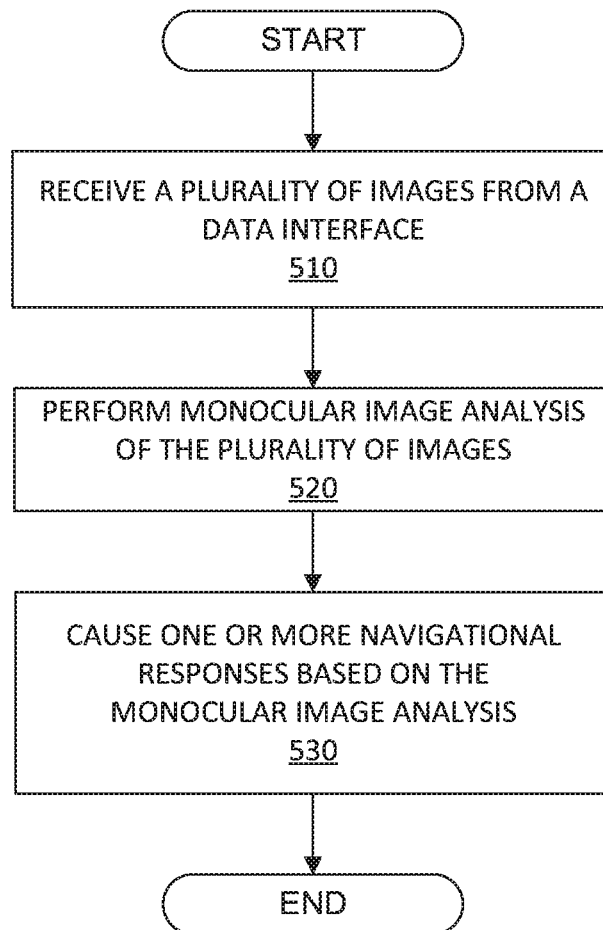 START
RECEIVE A PLURALITY OF IMAGES FROM A
DATA INTERFACE
510
PERFORM MONOCULAR IMAGE ANALYSIS
OF THE PLURALITY OF IMAGES
520
CAUSE ONE OR MORE NAVIGATIONAL
RESPONSES BASED ON THE
MONOCULAR IMAGE ANALYSIS
530
END